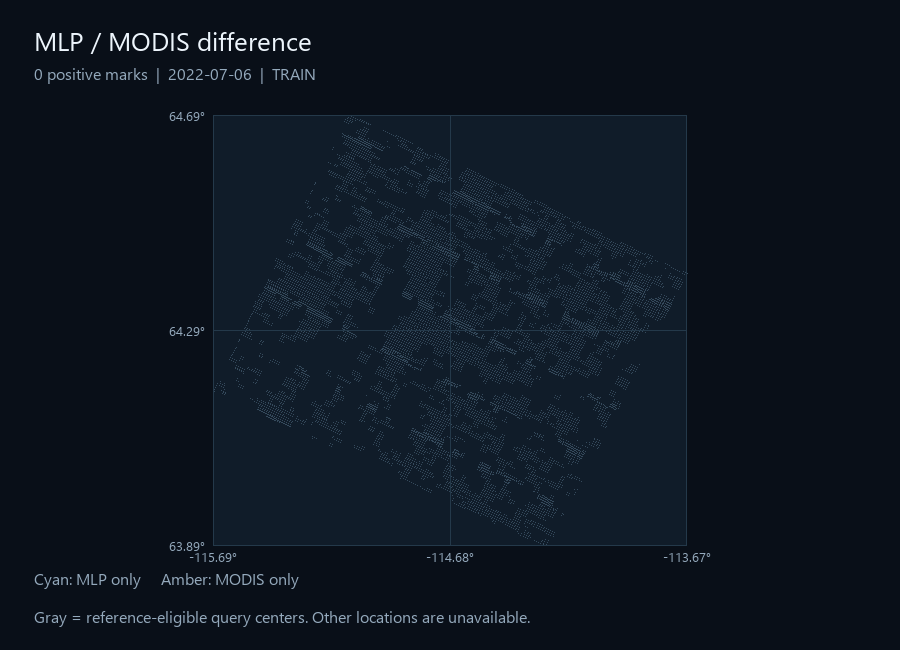 MLP / MODIS difference
0 positive marks | 2022-07-06 | TRAIN
64.69°
64.29°
63.89°
-115.69°
-114.68°
-113.67°
Cyan: MLP only
Amber: MODIS only
Gray = reference-eligible query centers. Other locations are unavailable.